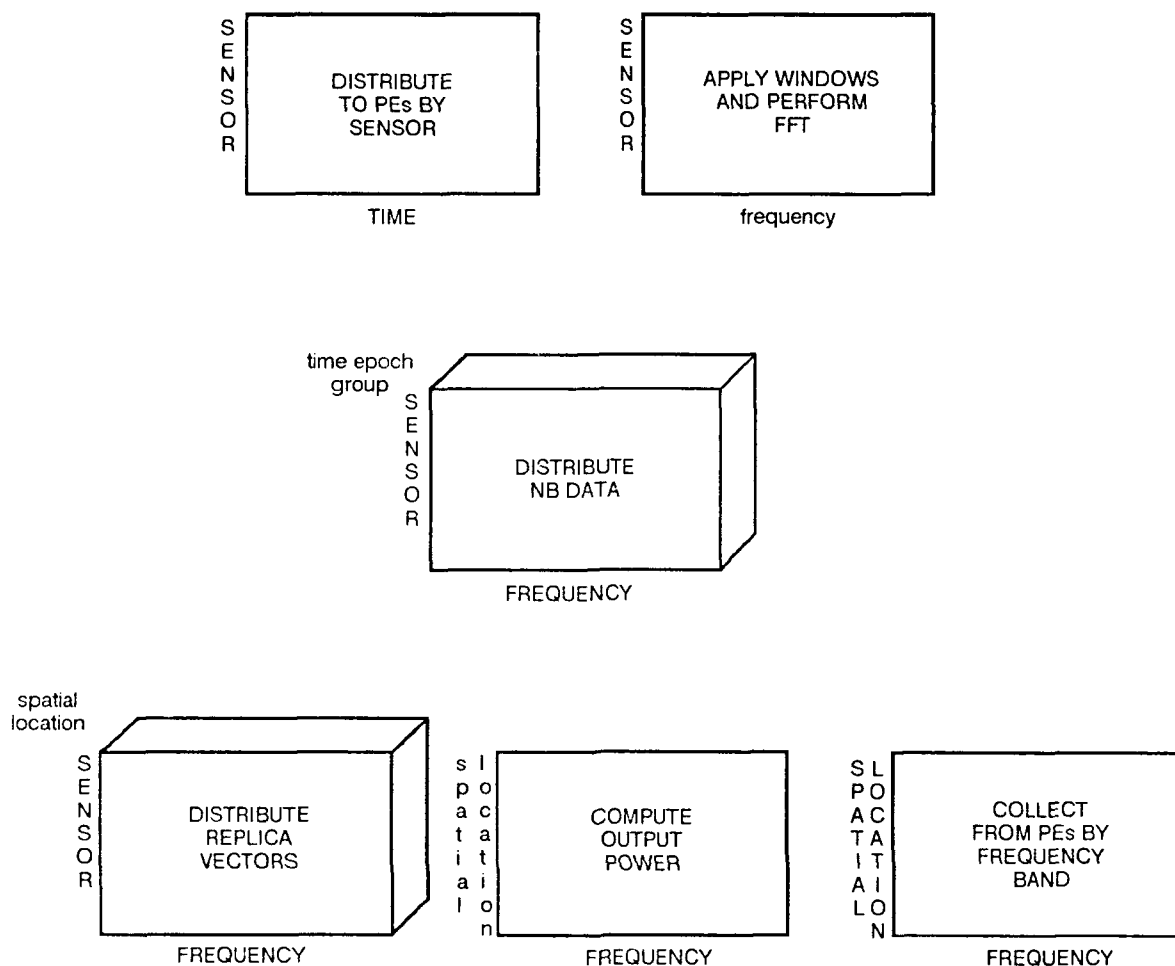 SENSOR
DISTRIBUTE
TO PEs BY
SENSOR
TIME
SENSOR
APPLY WINDOWS
AND PERFORM
FFT
frequency
time epoch
group
SENSOR
DISTRIBUTE
NB DATA
FREQUENCY
spatial
location
SENSOR
DISTRIBUTE
REPLICA
VECTORS
FREQUENCY
spatial
location
COMPUTE
OUTPUT
POWER
FREQUENCY
SPATIAL
LOCATION
COLLECT
FROM PEs BY
FREQUENCY
BAND
FREQUENCY